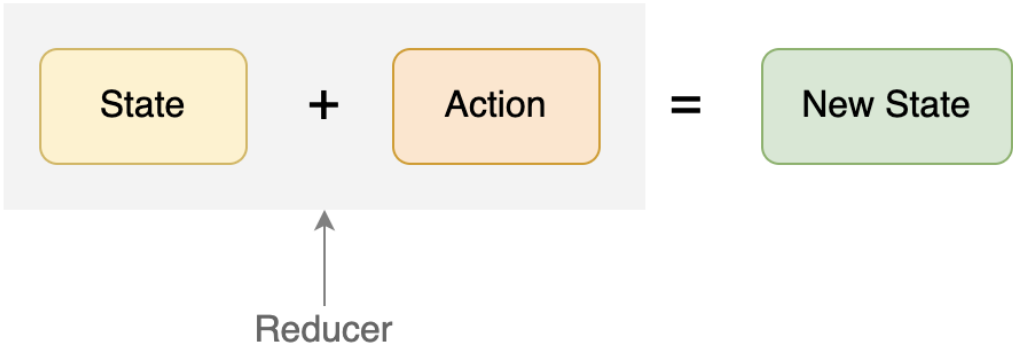 State + Action = New State
Reducer